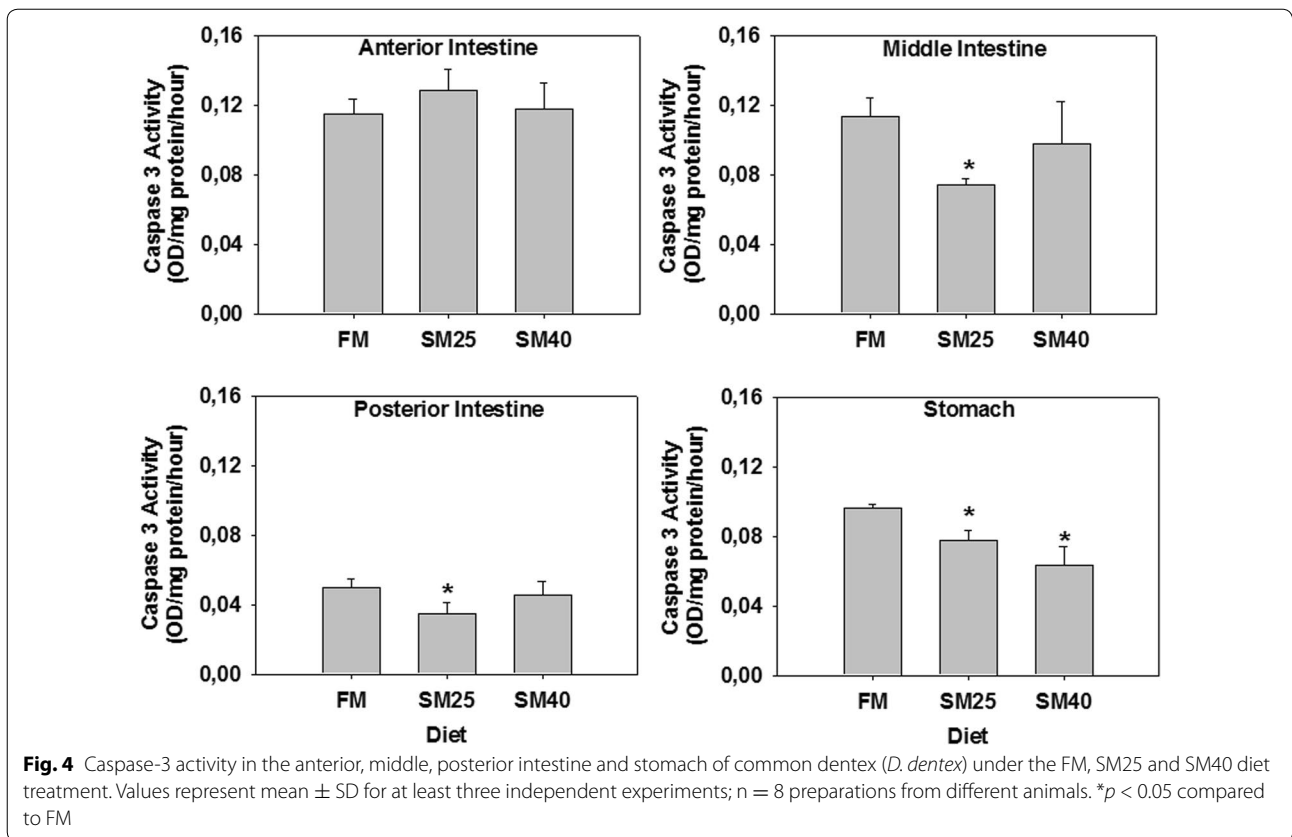 Anterior Intestine
Caspase 3 Activity
(OD/mg protein/hour)
0,16
0,12
0,08
0,04
0,00
FM SM25 SM40
Middle Intestine
Caspase 3 Activity
(OD/mg protein/hour)
0,16
0,12
0,08
0,04
0,00
*
FM SM25 SM40
Posterior Intestine
Caspase 3 Activity
(OD/mg protein/hour)
0,16
0,12
0,08
0,04
0,00
*
FM SM25 SM40
Diet
Stomach
Caspase 3 Activity
(OD/mg protein/hour)
0,16
0,12
0,08
0,04
0,00
* *
FM SM25 SM40
Diet
Fig. 4 Caspase-3 activity in the anterior, middle, posterior intestine and stomach of common dentex (D. dentex) under the FM, SM25 and SM40 diet
treatment. Values represent mean ± SD for at least three independent experiments; n = 8 preparations from different animals. *p < 0.05 compared
to FM